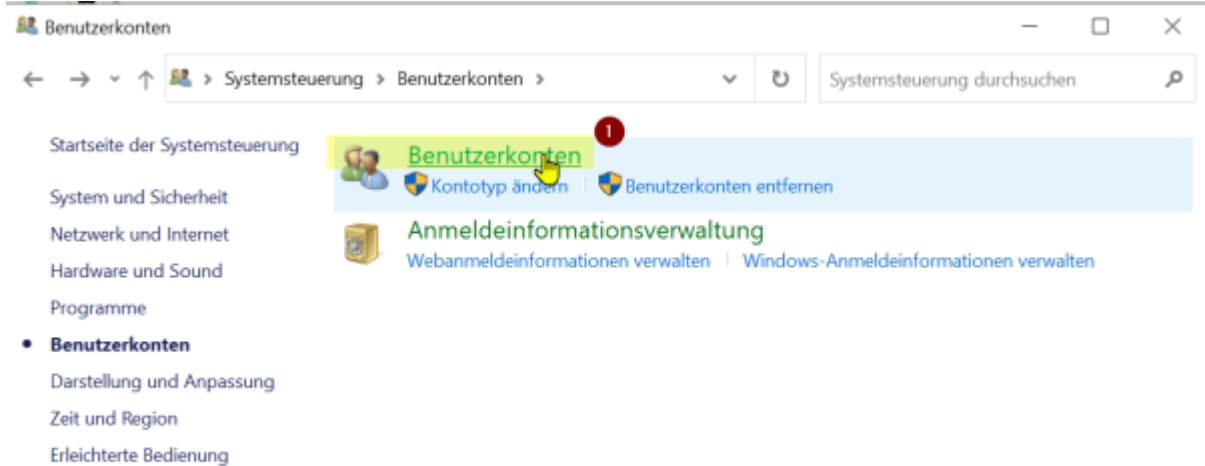 Benutzerkonten
Systemsteuerung > Benutzerkonten >
Systemsteuerung durchsuchen
Startseite der Systemsteuerung
System und Sicherheit
Netzwerk und Internet
Hardware und Sound
Programme
Benutzerkonten
Darstellung und Anpassung
Zeit und Region
Erleichterte Bedienung
1
Benutzerkonten
Kontotyp ändern | Benutzerkonten entfernen
Anmeldeinformationsverwaltung
Webanmeldeinformationen verwalten | Windows-Anmeldeinformationen verwalten